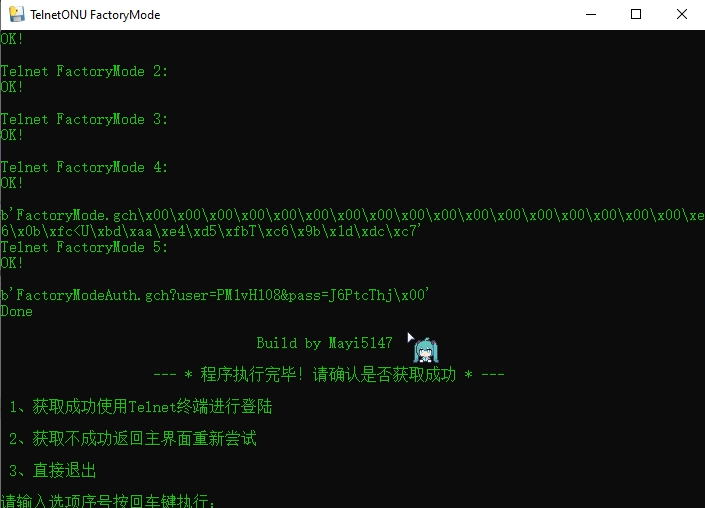 TelnetONU FactoryMode
OK!
Telnet FactoryMode 2:
OK!
Telnet FactoryMode 3:
OK!
Telnet FactoryMode 4:
OK!
b'FactoryMode.gch\x00\x00\x00\x00\x00\x00\x00\x00\x00\x00\x00\x00\x00\x00\x00\x00\x00\xe
6\x0b\xfc<U\xbd\xaa\xe4\xd5\xfbT\xc6\x9b\x1d\xdc\xc7'
Telnet FactoryMode 5:
OK!
b'FactoryModeAuth.gch?user=PM1vH108&pass=J6PtcThj\x00'
Done
Build by Mayi5147
--- * 程序执行完毕! 请确认是否获取成功 * ---
1、获取成功使用Telnet终端进行登陆
2、获取不成功返回主界面重新尝试
3、直接退出
请输入选项序号按回车键执行: